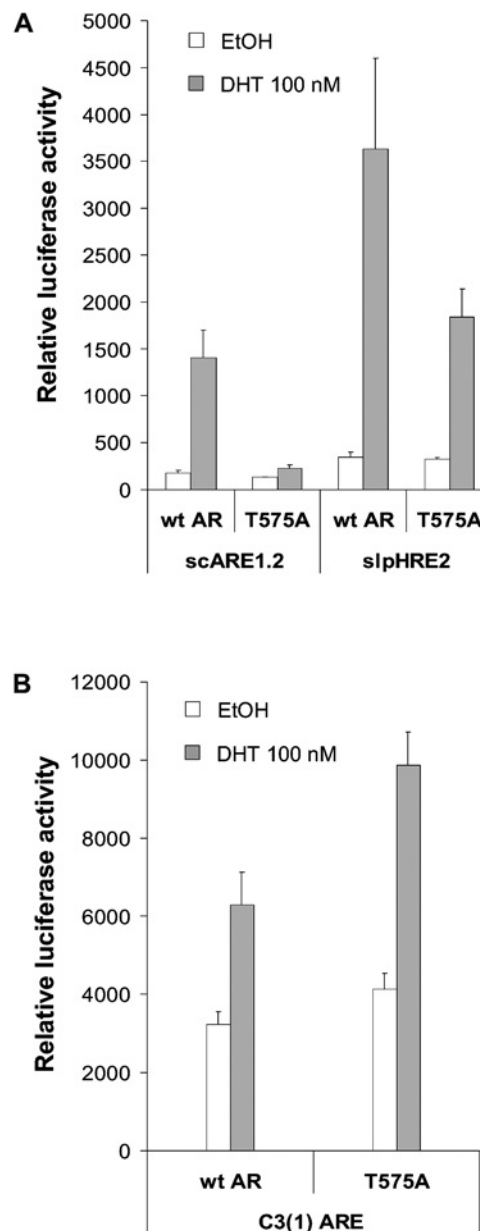 A
EtOH
DHT 100 nM
Relative luciferase activity
5000
4500
4000
3500
3000
2500
2000
1500
1000
500
0
wt AR T575A wt AR T575A
scARE1.2 slpHRE2
B
EtOH
DHT 100 nM
Relative luciferase activity
12000
10000
8000
6000
4000
2000
0
wt AR T575A
C3(1) ARE